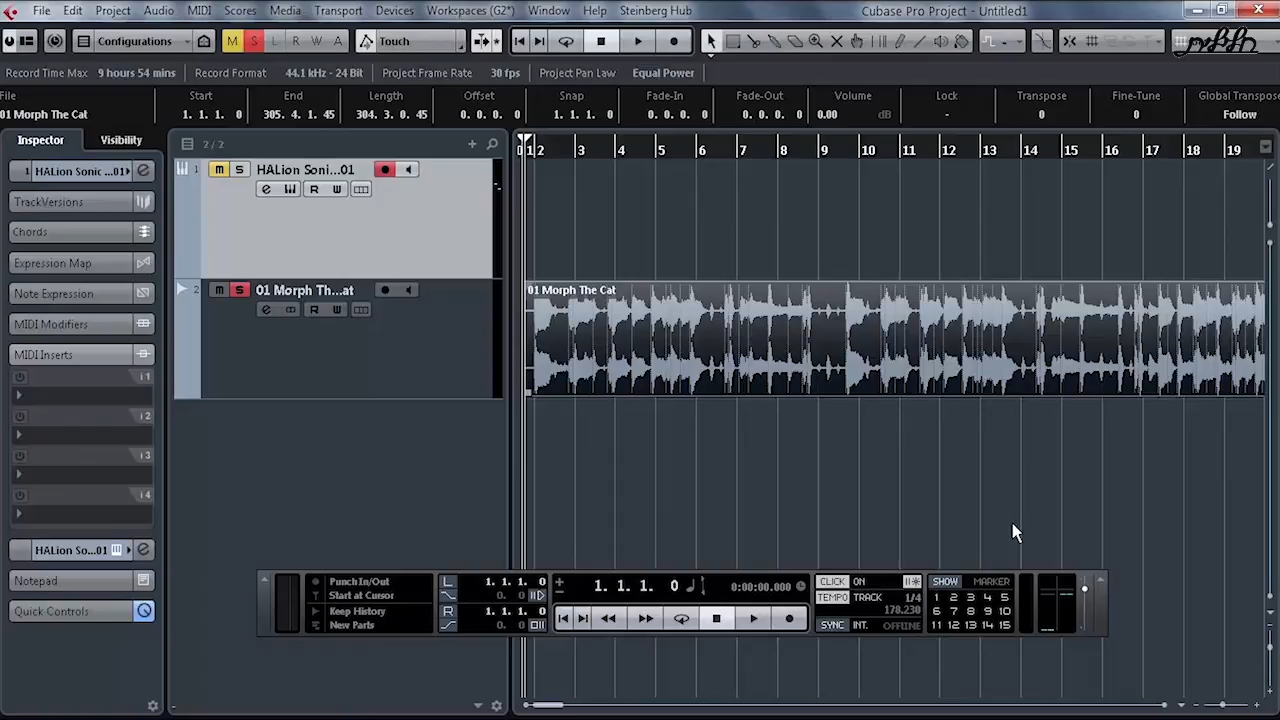 File Edit Project Audio MIDI Scores Media Transport Devices Workspaces (G2*) Window Help Steinberg Hub Cubase Pro Project - Untitled1
Configurations M S L R W A Touch
Record Time Max 9 hours 54 mins Record Format 44.1 kHz - 24 Bit Project Frame Rate 30 fps Project Pan Law Equal Power
File Start End Length Offset Snap Fade-In Fade-Out Volume Lock Transpose Fine-Tune Global Transpo
01 Morph The Cat 1. 1. 1. 0 305. 4. 1. 45 304. 3. 0. 45 0. 0. 0. 0 1. 1. 1. 0 0. 0. 0. 0 0. 0. 0. 0 0.00 dB - 0 0 Follow
Inspector Visibility 2 / 2 1 2 3 4 5 6 7 8 9 10 11 12 13 14 15 16 17 18 19
1 HALion Sonic ...01 1 m S HALion Soni...01
e R W
TrackVersions
Chords
Expression Map
Note Expression 2 m S 01 Morph Th...at 01 Morph The Cat
e R W
MIDI Modifiers
MIDI Inserts
i1
i2
i3
i4
HALion So...01
Notepad
Quick Controls
Punch In/Out L 1. 1. 1. 0 1. 1. 1. 0 0:00:00.000 CLICK ON SHOW MARKER
Start at Cursor 0. 0 TEMPO TRACK 1/4 1 2 3 4 5
Keep History R 1. 1. 1. 0 178.230 6 7 8 9 10
New Parts 0. 0 SYNC INT. OFFLINE 11 12 13 14 15